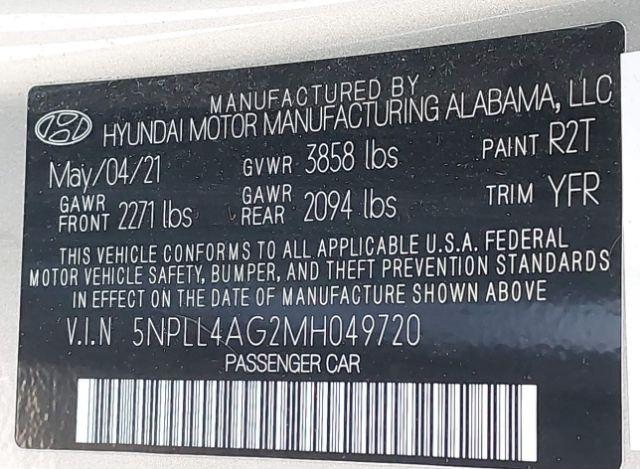 MANUFACTURED BY
HYUNDAI MOTOR MANUFACTURING ALABAMA, LLC
May/04/21 GVWR 3858 lbs PAINT R2T
GAWR FRONT 2271 lbs GAWR REAR 2094 lbs TRIM YFR
THIS VEHICLE CONFORMS TO ALL APPLICABLE U.S.A. FEDERAL
MOTOR VEHICLE SAFETY, BUMPER, AND THEFT PREVENTION STANDARDS
IN EFFECT ON THE DATE OF MANUFACTURE SHOWN ABOVE
V.I.N 5NPLL4AG2MH049720
PASSENGER CAR